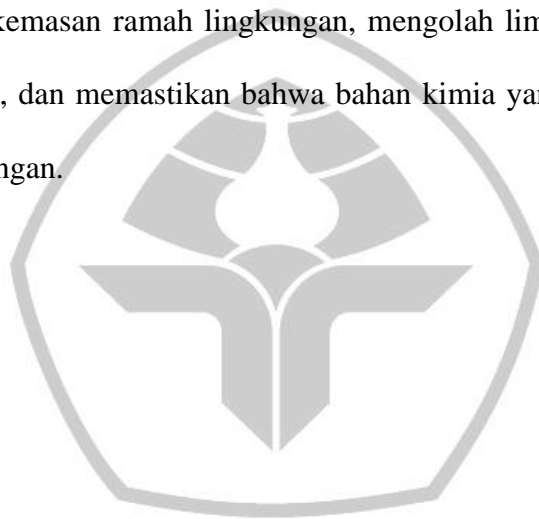 kemasan ramah lingkungan, mengolah lim
, dan memastikan bahwa bahan kimia yan
ngan.